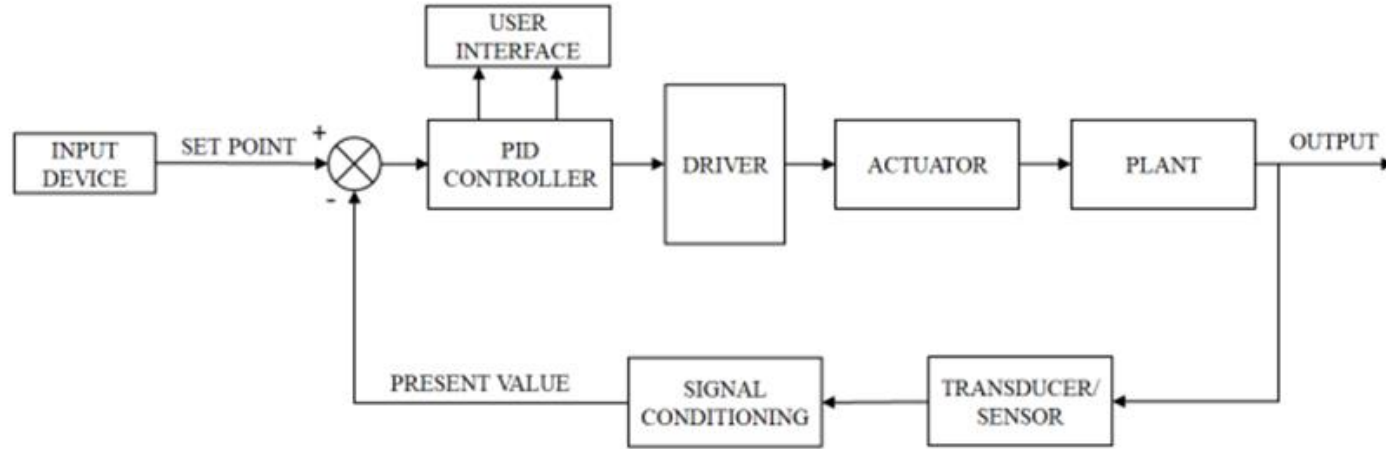 USER
INTERFACE
INPUT
DEVICE
SET POINT
+
-
PID
CONTROLLER
DRIVER
ACTUATOR
PLANT
OUTPUT
PRESENT VALUE
SIGNAL
CONDITIONING
TRANSDUCER/
SENSOR